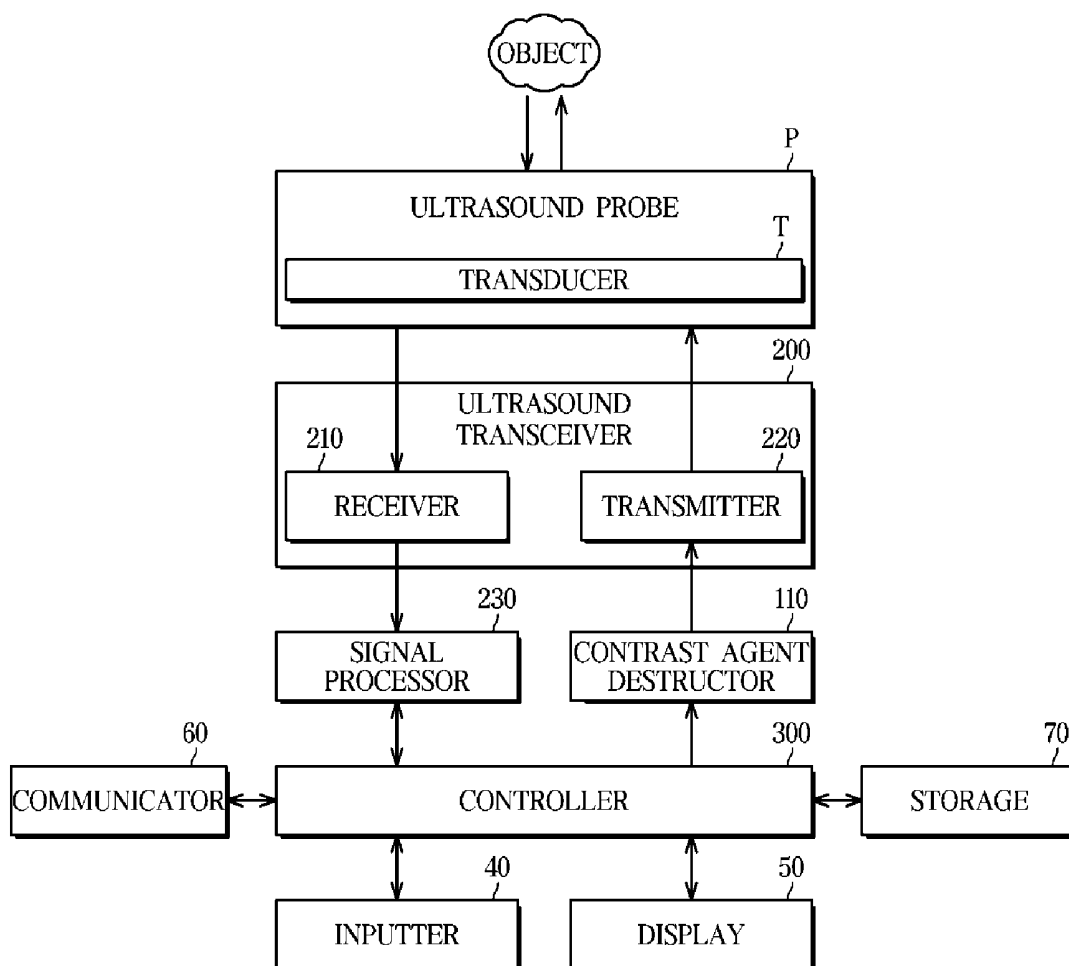 OBJECT
P
ULTRASOUND PROBE
T
TRANSDUCER
200
ULTRASOUND
TRANSCEIVER
210
220
RECEIVER
TRANSMITTER
230
110
SIGNAL
PROCESSOR
CONTRAST AGENT
DESTRUCTOR
60
300
70
COMMUNICATOR
CONTROLLER
STORAGE
40
50
INPUTTER
DISPLAY